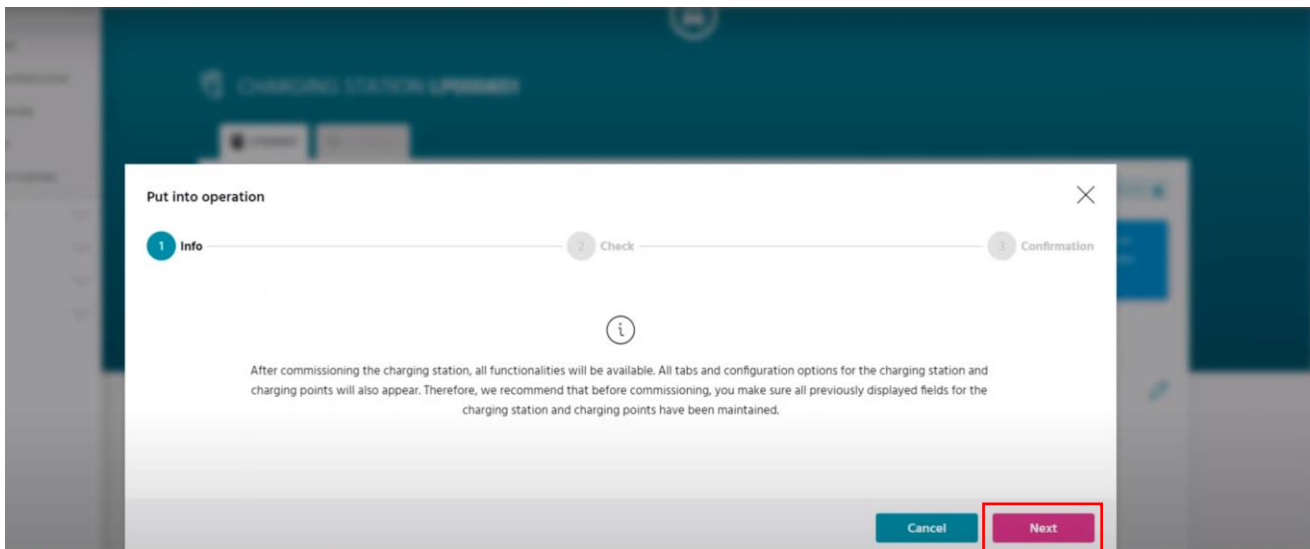 CHARGING STATION
Put into operation
1 Info
2 Check
3 Confirmation
i
After commissioning the charging station, all functionalities will be available. All tabs and configuration options for the charging station and
charging points will also appear. Therefore, we recommend that before commissioning, you make sure all previously displayed fields for the
charging station and charging points have been maintained.
Cancel
Next